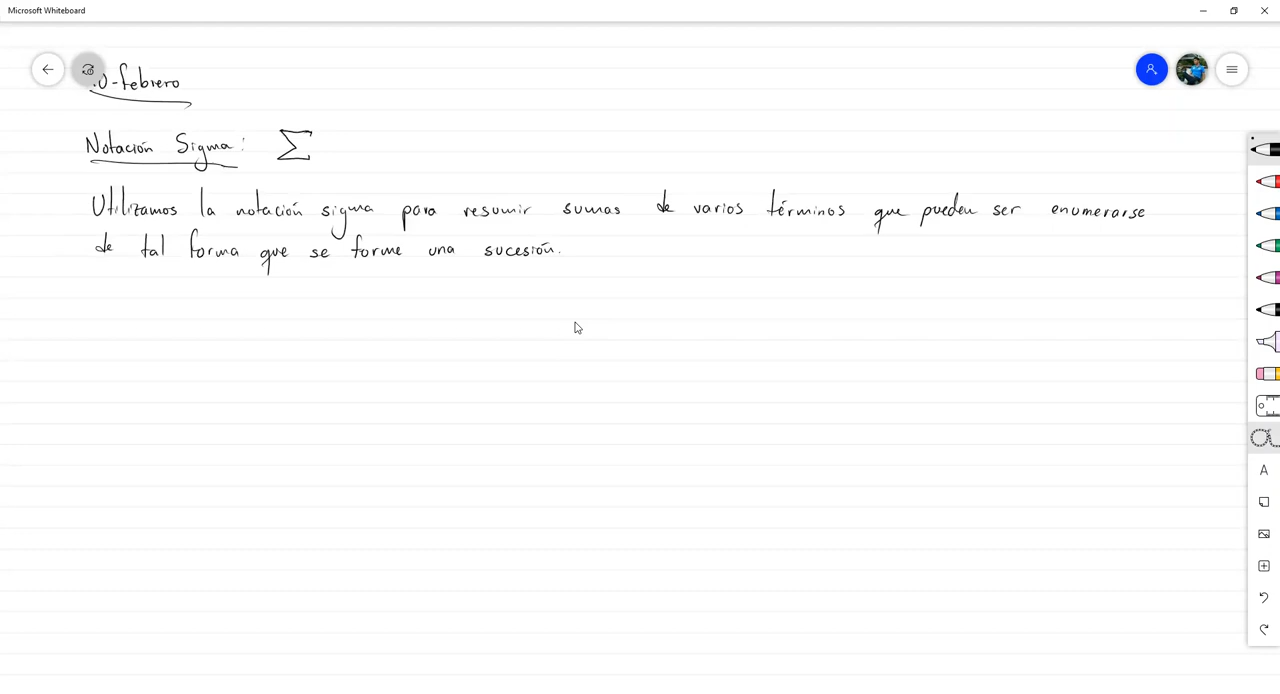 Microsoft Whiteboard
0-febrero
Notación Sigma: Σ
Utilizamos la notación sigma para resumir sumas de varios términos que pueden ser enumerarse
de tal forma que se forme una sucesión.
A